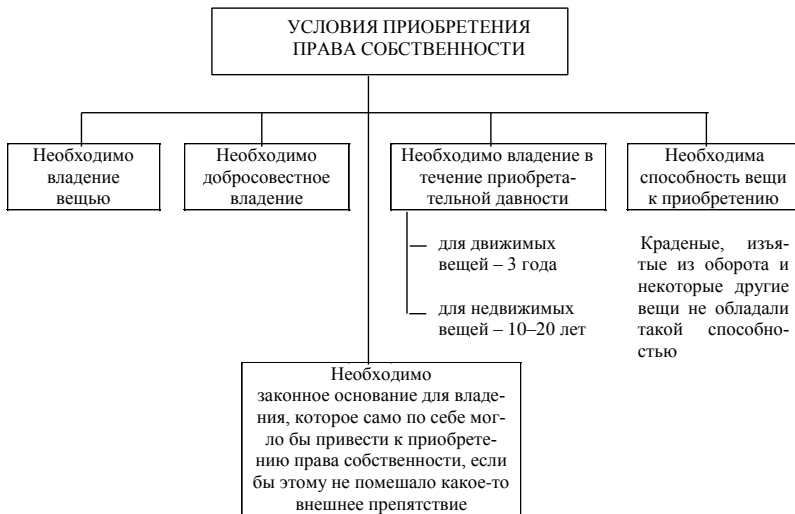 УСЛОВИЯ ПРИОБРЕТЕНИЯ
ПРАВА СОБСТВЕННОСТИ
Необходимо
владение
вещью
Необходимо
добросовестное
владение
Необходимо владение в
течение приобрета-
тельной давности
для движимых
вещей – 3 года
для недвижимых
вещей – 10–20 лет
Необходима
способность вещи
к приобретению
Краденые, изъя-
тые из оборота и
некоторые другие
вещи не обладали
такой способно-
стью
Необходимо
законное основание для владе-
ния, которое само по себе мог-
ло бы привести к приобрете-
нию права собственности, если
бы этому не помешало какое-то
внешнее препятствие